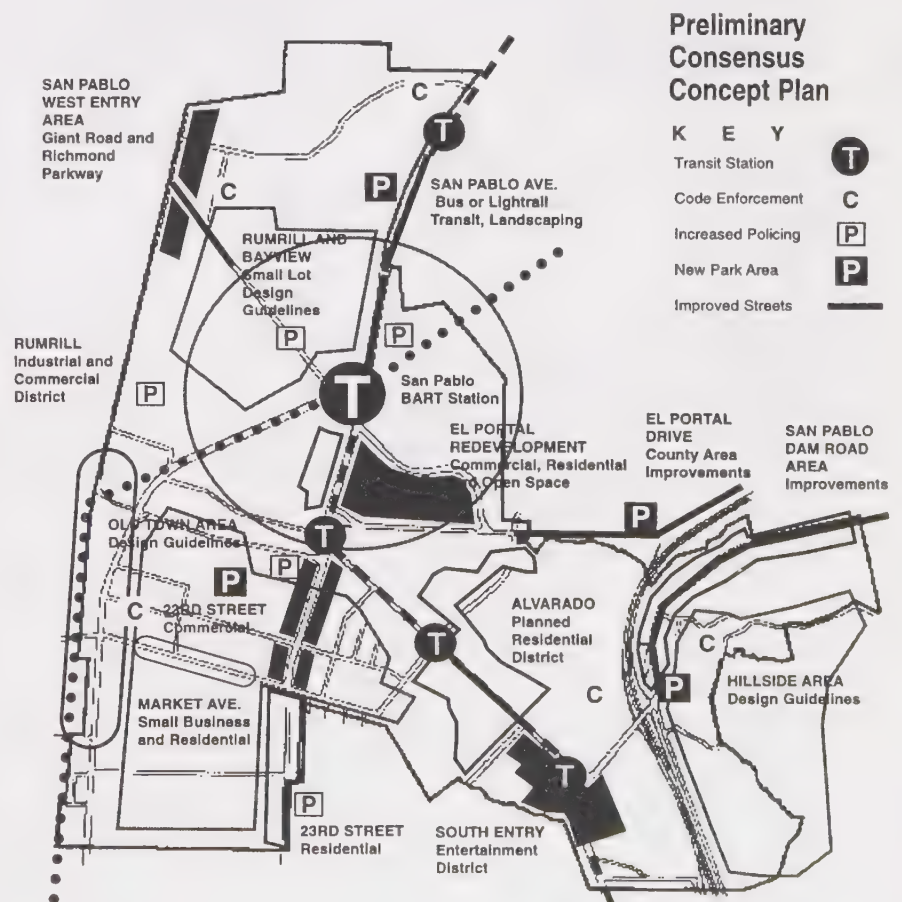 Preliminary
Consensus
Concept Plan
K E Y
Transit Station
T
Code Enforcement
C
Increased Policing
P
New Park Area
P
Improved Streets
SAN PABLO
WEST ENTRY
AREA
Giant Road and
Richmond
Parkway
C
T
P
C
SAN PABLO AVE.
Bus or Lightrail
Transit, Landscaping
RUMRILL AND
BAYVIEW
Small Lot
Design
Guidelines
P
P
RUMRILL
Industrial and
Commercial
District
P
T
San Pablo
BART Station
EL PORTAL
REDEVELOPMENT
Commercial, Residential
and Open Space
EL PORTAL
DRIVE
County Area
Improvements
SAN PABLO
DAM ROAD
AREA
Improvements
P
OLD TOWN AREA
Design Guidelines
T
P
P
C
23RD STREET
Commercial
T
ALVARADO
Planned
Residential
District
C
C
P
HILLSIDE AREA
Design Guidelines
MARKET AVE.
Small Business
and Residential
T
P
23RD STREET
Residential
SOUTH ENTRY
Entertainment
District